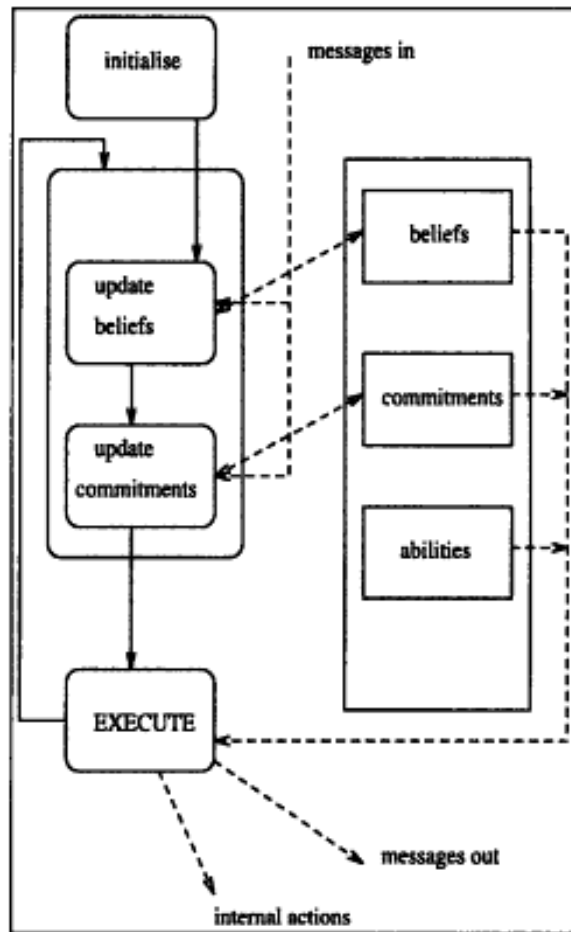 initialise
messages in
beliefs
update
beliefs
commitments
update
commitments
abilities
EXECUTE
messages out
internal actions